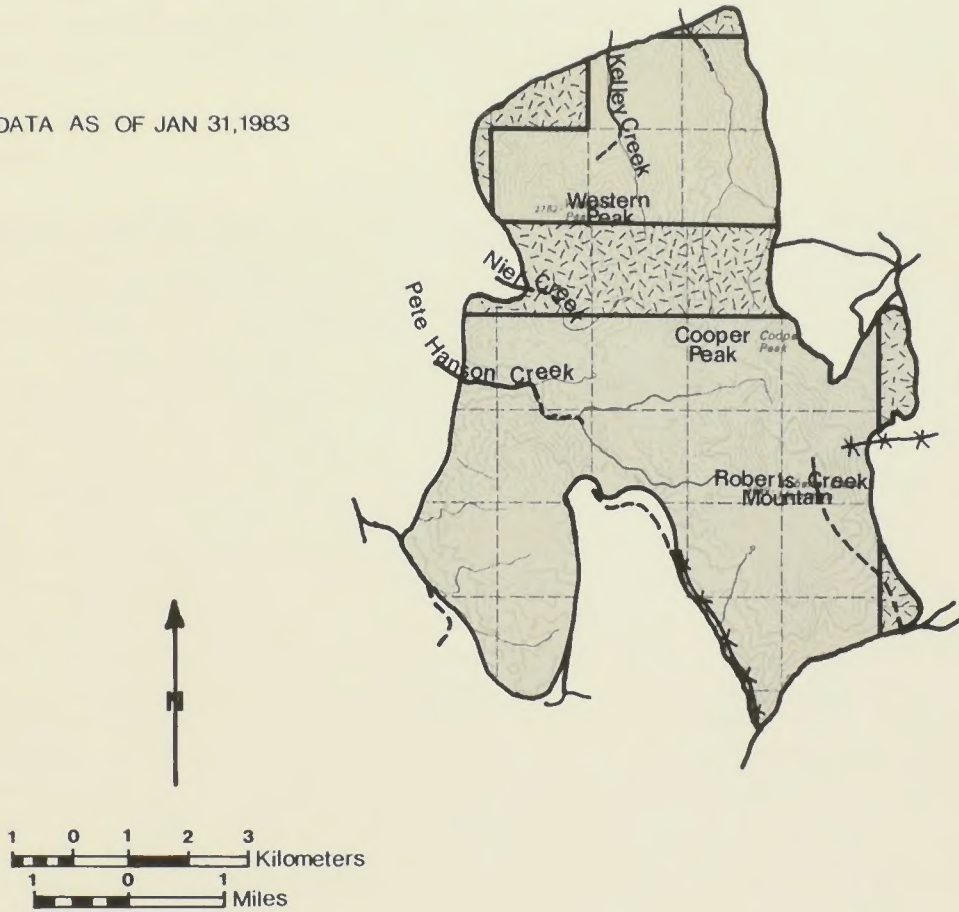 DATA AS OF JAN 31,1983
Kelley Creek
Western
Peak
Nier Creek
Pete Hanson Creek
Cooper
Peak
Roberts Creek
Mountain
1 0 1 2 3
Kilometers
1 0 1
Miles